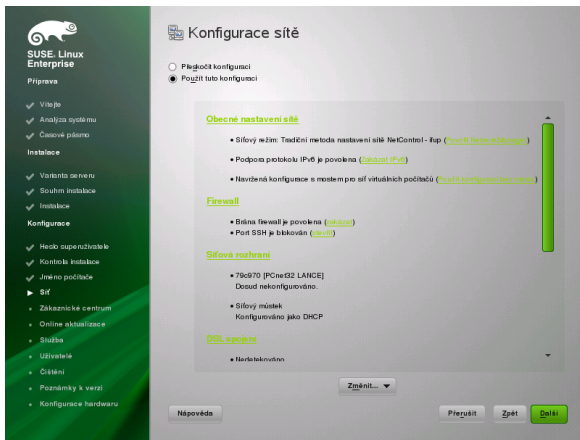 SUSE. Linux
Enterprise
Příprava
Vítejte
Analýza systému
Časové pásmo
Instalace
Varianta serveru
Souhrn instalace
Instalace
Konfigurace
Heslo superuživatele
Kontrola instalace
Jméno počítače
Síť
Zákaznické centrum
Online aktualizace
Služba
Uživatelé
Čištění
Poznámky k verzi
Konfigurace hardwaru
Konfigurace sítě
Přeskočit konfiguraci
Použít tuto konfiguraci
Obecné nastavení sítě
Síťový režim: Tradiční metoda nastavení sítě NetControl - ifup (
Podpora protokolu IPv6 je povolena (Zakázat IPv6)
Navržená konfigurace s mostem pro síť virtuálních počítačů (
Firewall
Brána firewall je povolena (zakázat)
Port SSH je blokován (otevřít)
Síťová rozhraní
79c970 [PCnet32 LANCE]
Dosud nekonfigurováno.
Síťový můstek
Konfigurováno jako DHCP
DSL spojení
Nedetekováno
Změnit...
Nápověda
Přerušit
Zpět
Další